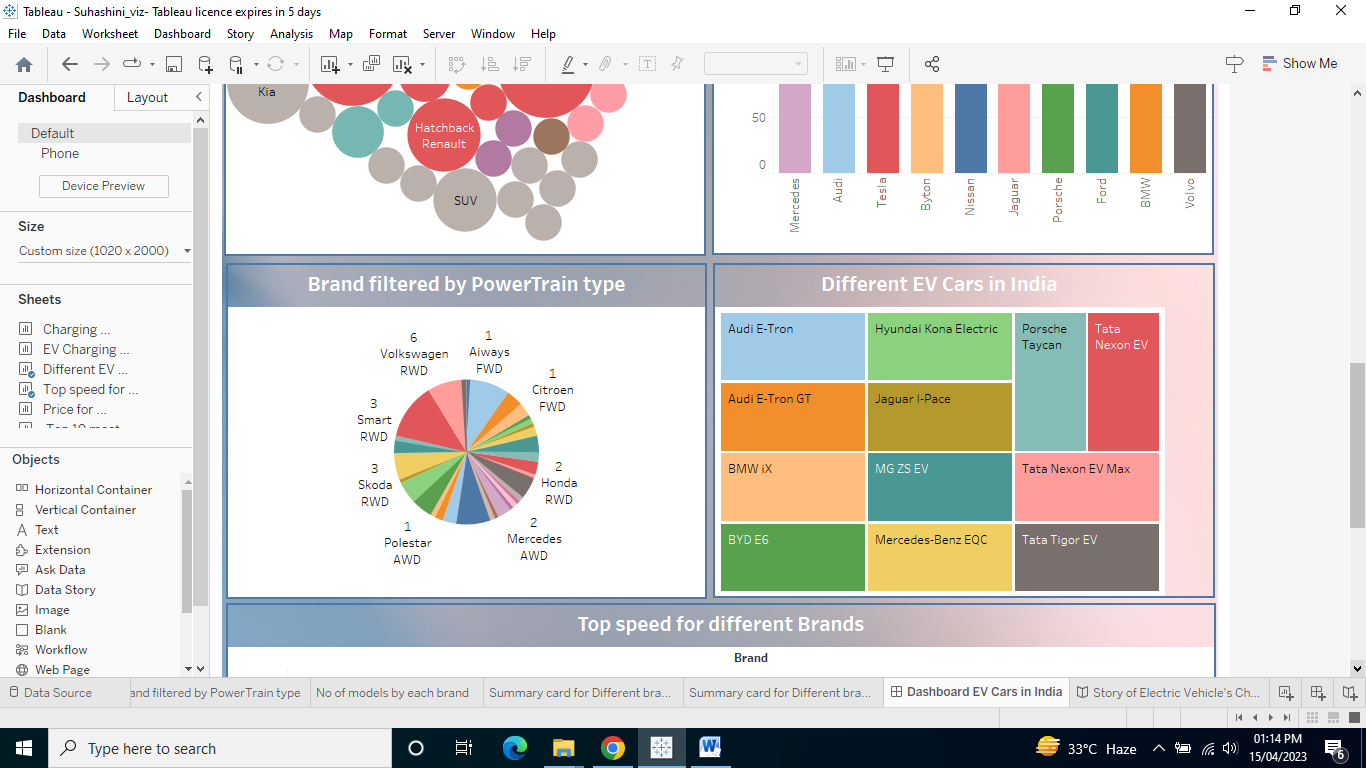 Tableau - Suhashini_viz- Tableau licence expires in 5 days
File Data Worksheet Dashboard Story Analysis Map Format Server Window Help
Show Me
Dashboard Layout
Default
Phone
Device Preview
Size
Custom size (1020 x 2000)
Sheets
Charging ...
EV Charging ...
Different EV ...
Top speed for ...
Price for ...
Top 10 most
Objects
Horizontal Container
Vertical Container
Text
Extension
Ask Data
Data Story
Image
Blank
Workflow
Web Page
Kia
Hatchback
Renault
SUV
50
0
Mercedes
Audi
Tesla
Byton
Nissan
Jaguar
Porsche
Ford
BMW
Volvo
Brand filtered by PowerTrain type
6
Volkswagen
RWD
1
Aiways
FWD
1
Citroen
FWD
3
Smart
RWD
2
Honda
RWD
3
Skoda
RWD
2
Mercedes
AWD
1
Polestar
AWD
Different EV Cars in India
Audi E-Tron
Hyundai Kona Electric
Porsche
Taycan
Tata
Nexon EV
Audi E-Tron GT
Jaguar I-Pace
BMW iX
MG ZS EV
Tata Nexon EV Max
BYD E6
Mercedes-Benz EQC
Tata Tigor EV
Top speed for different Brands
Brand
Data Source
and filtered by PowerTrain type
No of models by each brand
Summary card for Different bra...
Summary card for Different bra...
Dashboard EV Cars in India
Story of Electric Vehicle's Ch...
Type here to search
33°C Haze
01:14 PM
15/04/2023
6